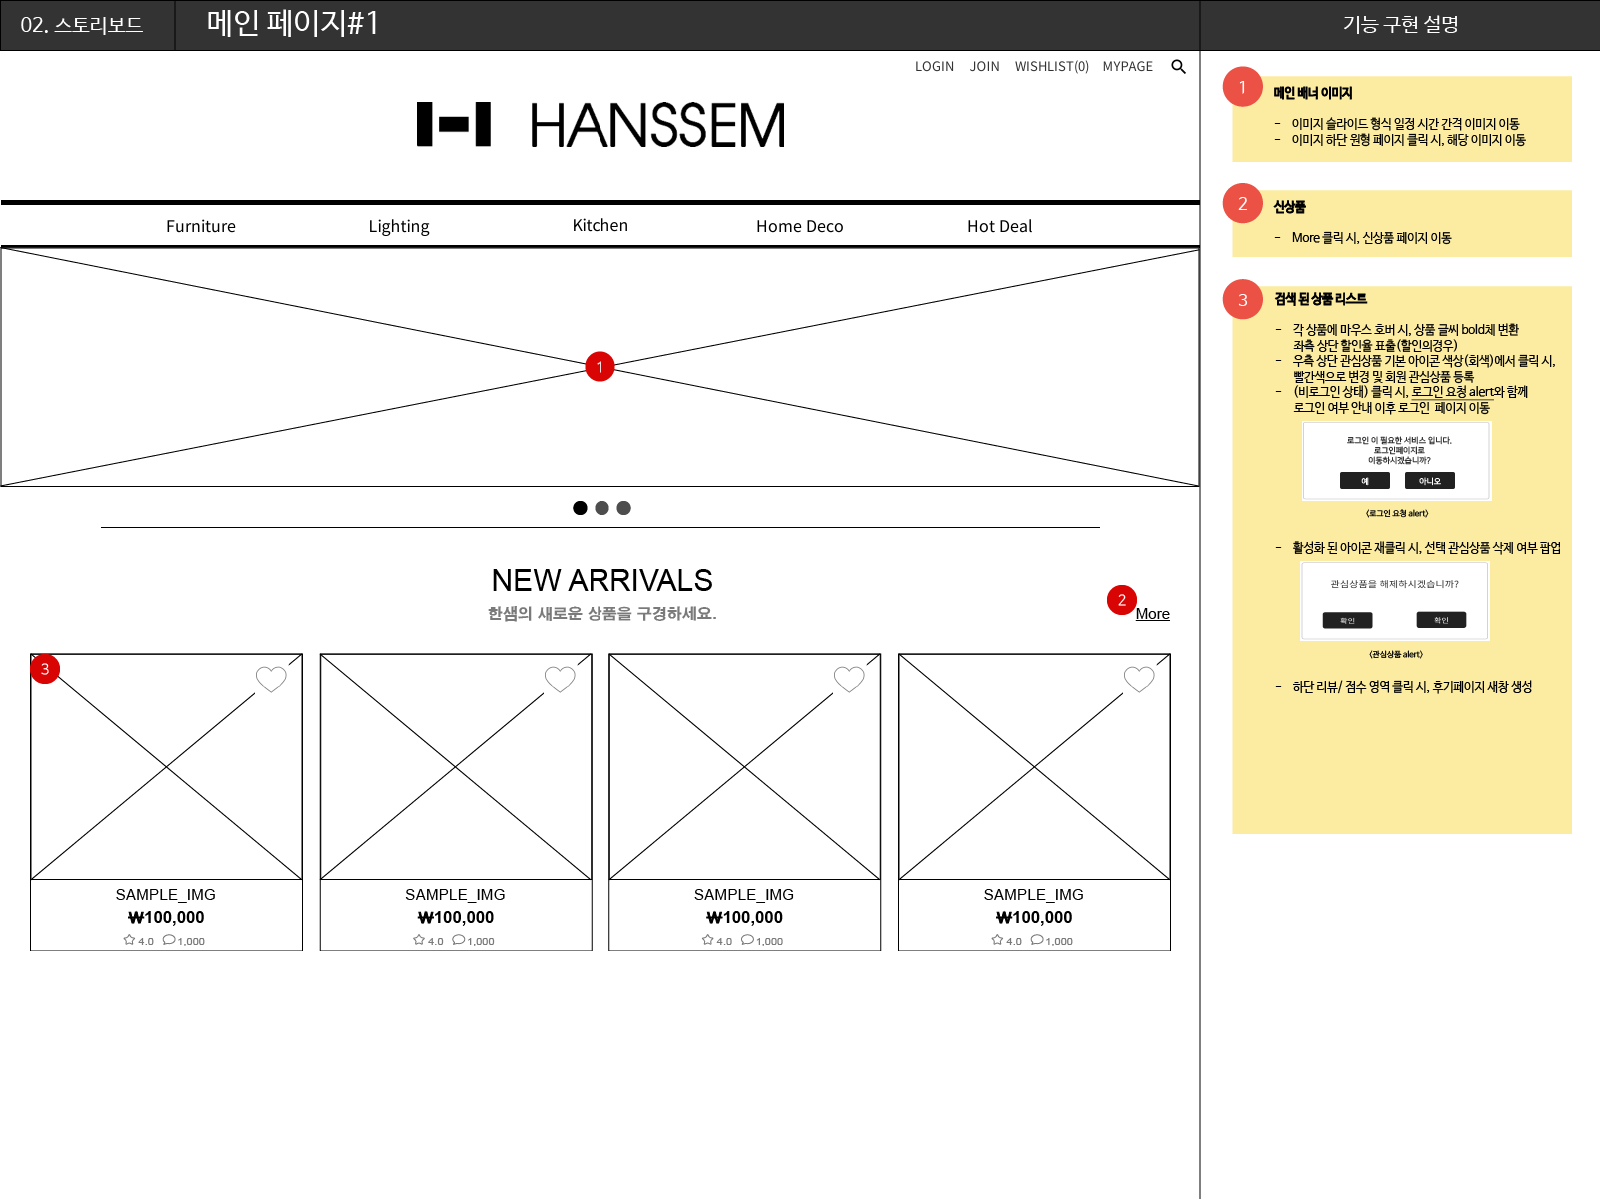 02. 스토리보드
메인 페이지#1
기능 구현 설명
LOGIN JOIN WISHLIST(0) MYPAGE
HANSSEM
Furniture Lighting Kitchen Home Deco Hot Deal
1
NEW ARRIVALS
한샘의 새로운 상품을 구경하세요.
2
More
3
SAMPLE_IMG
₩100,000
4.0 1,000
SAMPLE_IMG
₩100,000
4.0 1,000
SAMPLE_IMG
₩100,000
4.0 1,000
SAMPLE_IMG
₩100,000
4.0 1,000
1
메인 배너 이미지
- 이미지 슬라이드 형식 일정 시간 간격 이미지 이동
- 이미지 하단 원형 페이지 클릭 시, 해당 이미지 이동
2
신상품
- More 클릭 시, 신상품 페이지 이동
3
검색 된 상품 리스트
- 각 상품에 마우스 호버 시, 상품 글씨 bold체 변환
좌측 상단 할인율 표출(할인의경우)
- 우측 상단 관심상품 기본 아이콘 색상(회색)에서 클릭 시,
빨간색으로 변경 및 회원 관심상품 등록
- (비로그인 상태) 클릭 시, 로그인 요청 alert와 함께
로그인 여부 안내 이후 로그인 페이지 이동
로그인 이 필요한 서비스 입니다.
로그인페이지로
이동하시겠습니까?
예 아니오
<로그인 요청 alert>
- 활성화 된 아이콘 재클릭 시, 선택 관심상품 삭제 여부 팝업
관심상품을 해제하시겠습니까?
확인 확인
<관심상품 alert>
- 하단 리뷰/ 점수 영역 클릭 시, 후기페이지 새창 생성